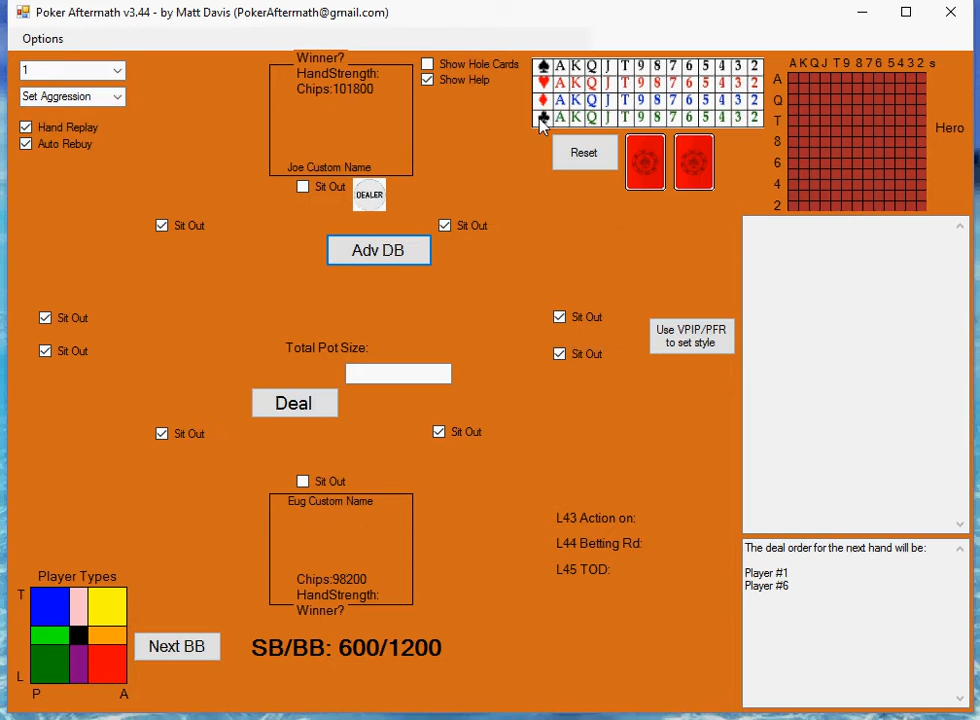 Poker Aftermath v3.44 - by Matt Davis (PokerAftermath@gmail.com)
Options
1
Set Aggression
Hand Replay
Auto Rebuy
Winner?
HandStrength:
Chips:101800
Joe Custom Name
Sit Out
DEALER
Show Hole Cards
Show Help
A K Q J T 9 8 7 6 5 4 3 2
A K Q J T 9 8 7 6 5 4 3 2
A K Q J T 9 8 7 6 5 4 3 2
A K Q J T 9 8 7 6 5 4 3 2
Reset
A K Q J T 9 8 7 6 5 4 3 2 s
A
Q
T
8
6
4
2
Hero
Sit Out
Sit Out
Adv DB
Sit Out
Sit Out
Sit Out
Sit Out
Use VPIP/PFR
to set style
Total Pot Size:
Deal
Sit Out
Sit Out
Sit Out
Eug Custom Name
Chips:98200
HandStrength:
Winner?
L43 Action on:
L44 Betting Rd:
L45 TOD:
The deal order for the next hand will be:
Player #1
Player #6
Player Types
T
L
P A
Next BB
SB/BB: 600/1200